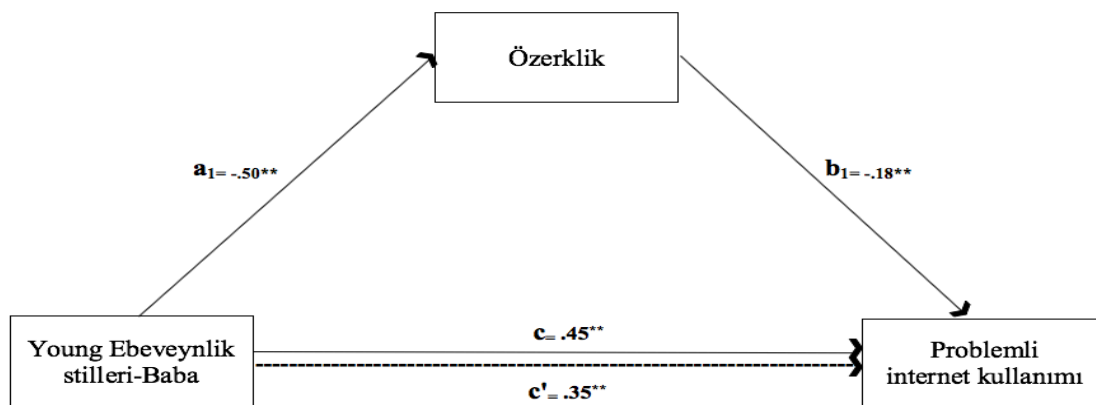 Özerklik
a1= -.50**
b1= -.18**
Young Ebeveynlik
stilleri-Baba
c= .45**
c'= .35**
Problemli
internet kullanımı